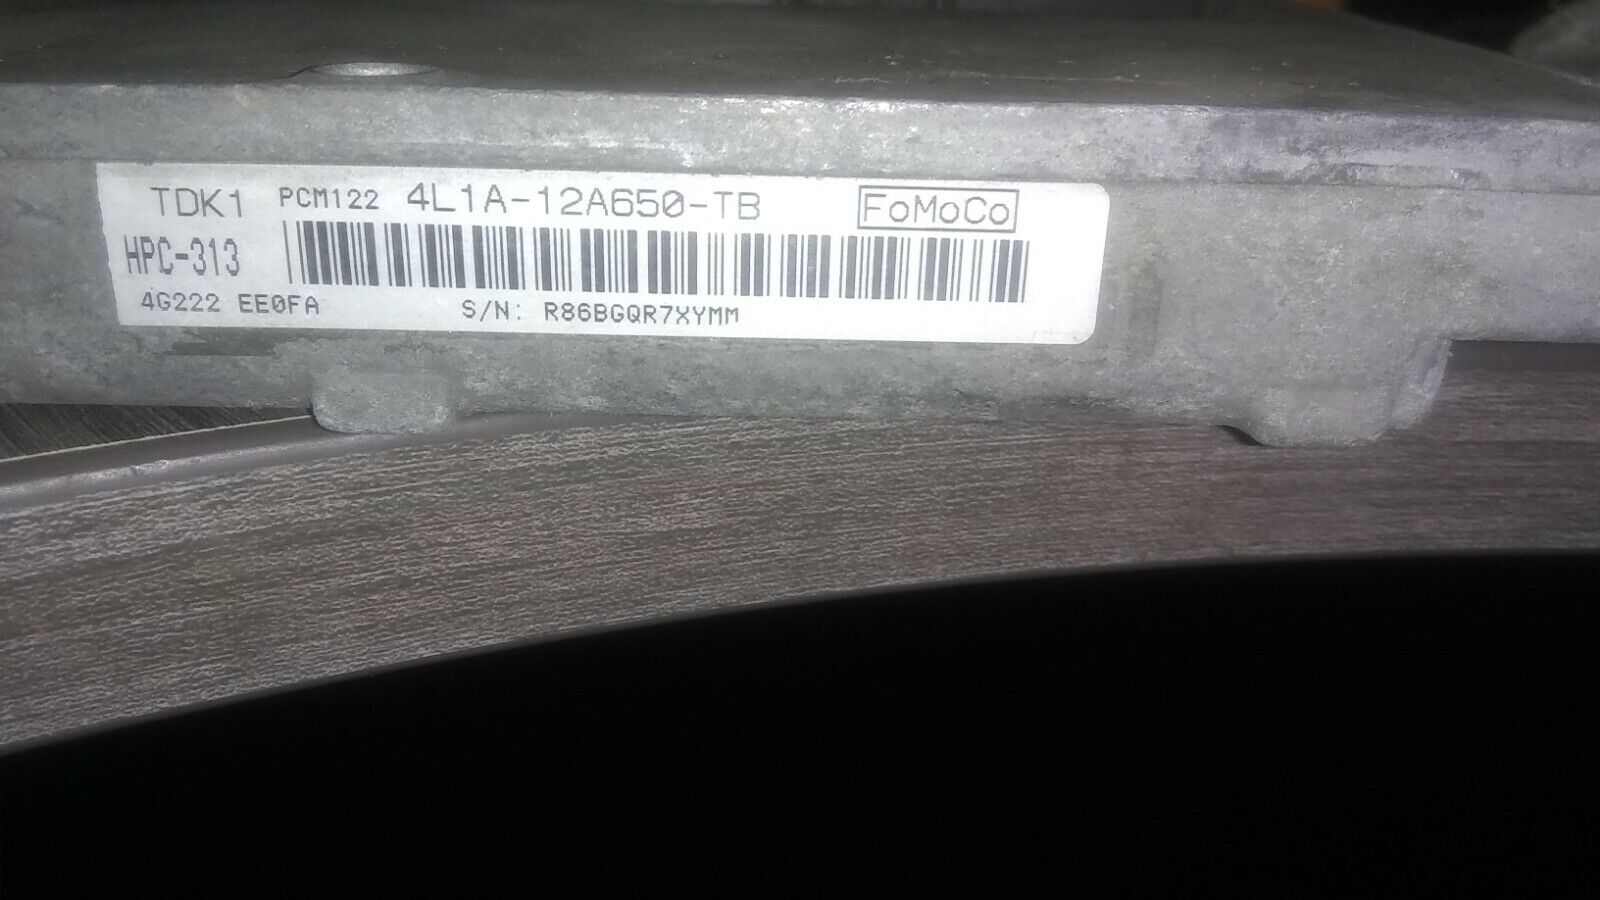 TDK1 PCM122 4L1A-12A650-TB FoMoCo
HPC-313
4G222 EE0FA S/N: R86BGQR7XYMM